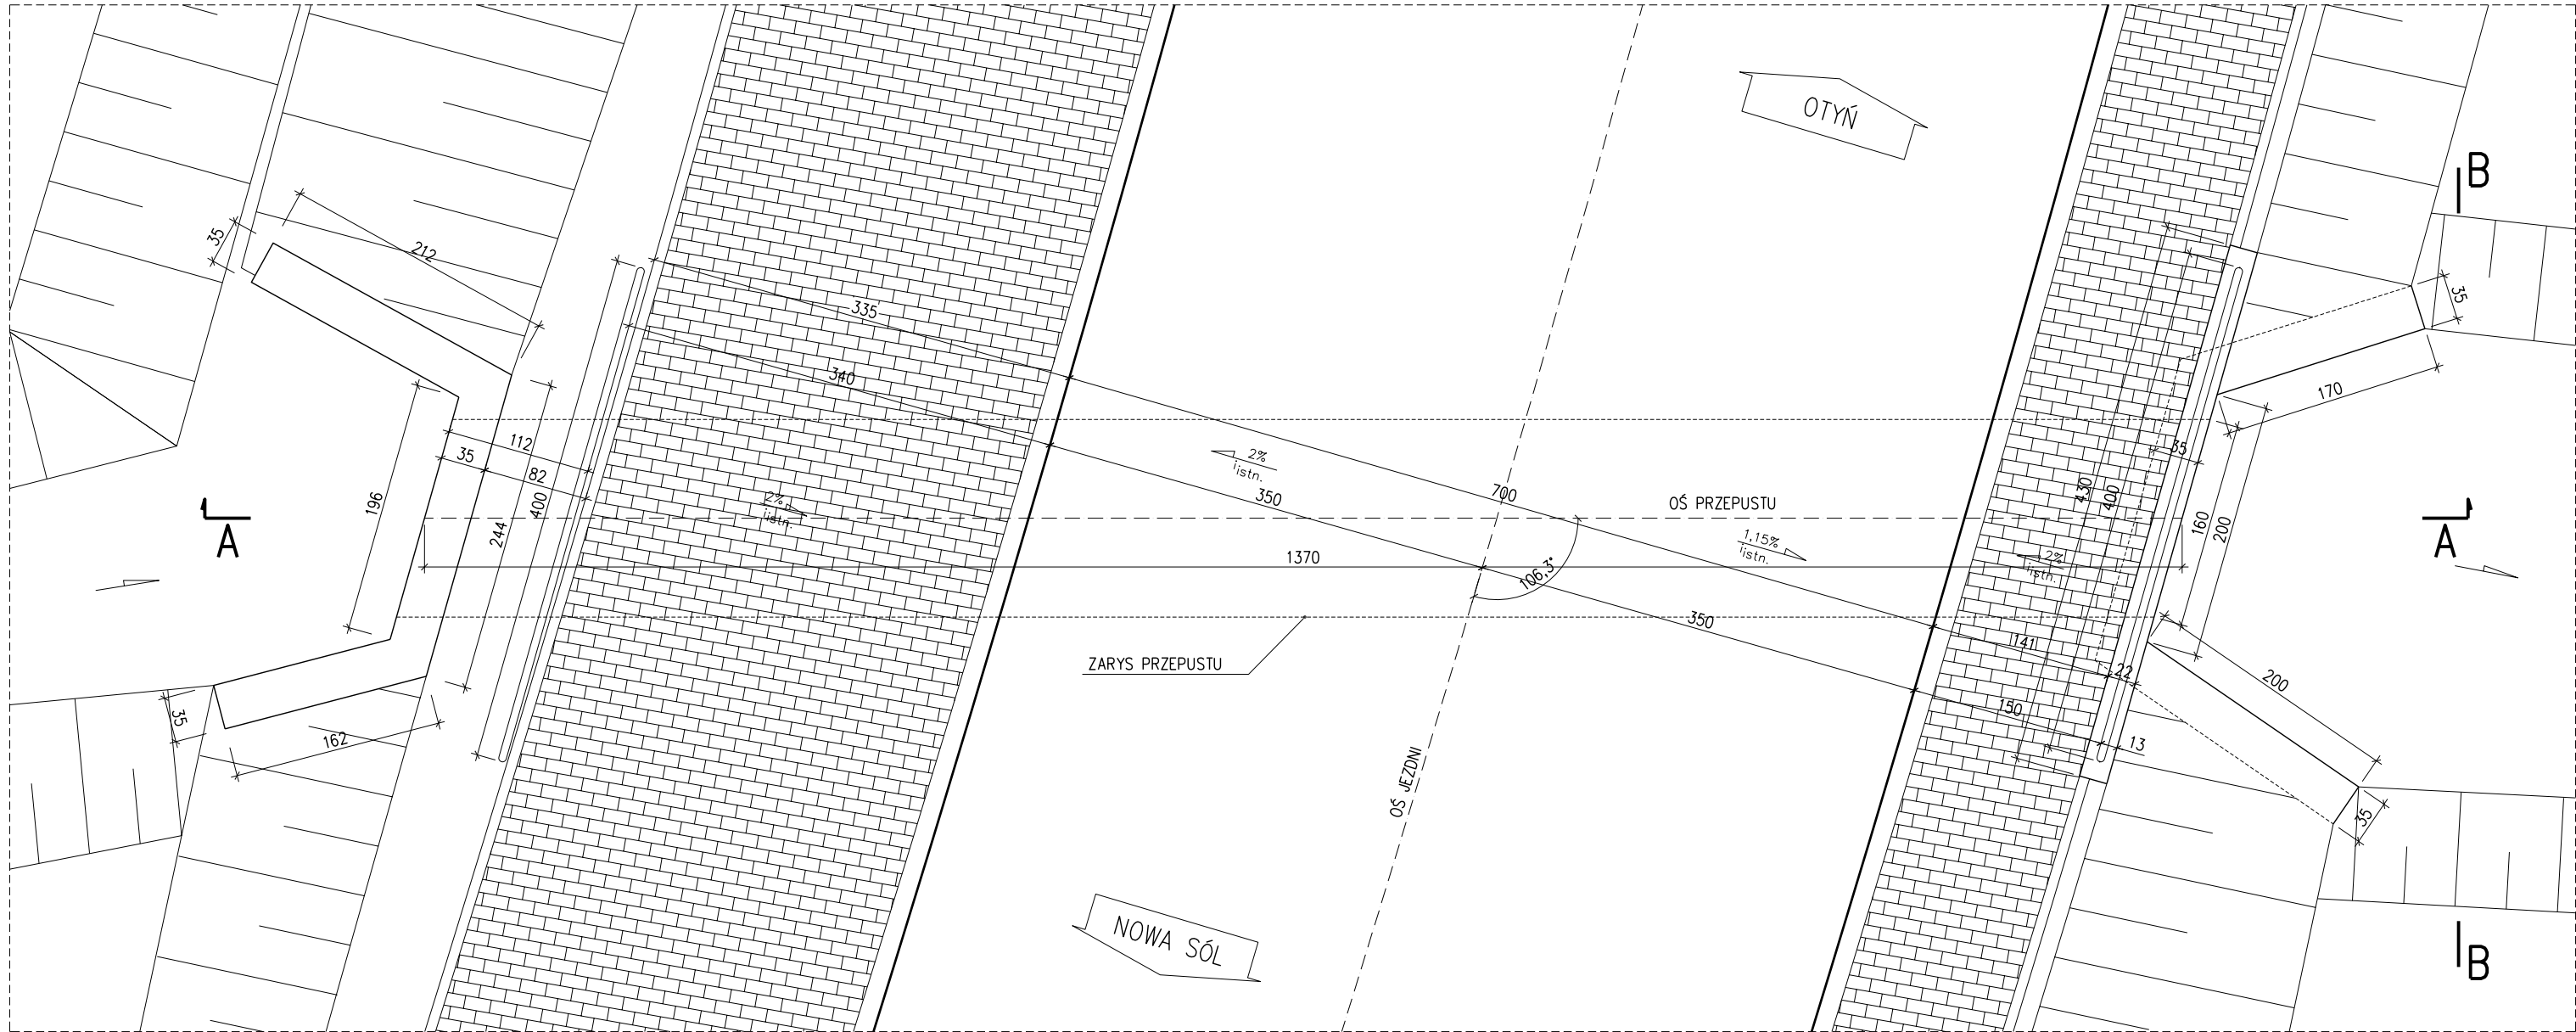 OTYŃ
B
35
212
35
335
340
170
112
35
82
400
196
244
2%
istn.
350
700
OŚ PRZEPUSTU
2%
istn.
1,15%
istn.
2%
istn.
430
400
35
160
200
A
A
1370
106,3°
350
ZARYS PRZEPUSTU
141
22
150
13
200
35
162
35
OŚ JEZDNI
NOWA SÓL
B